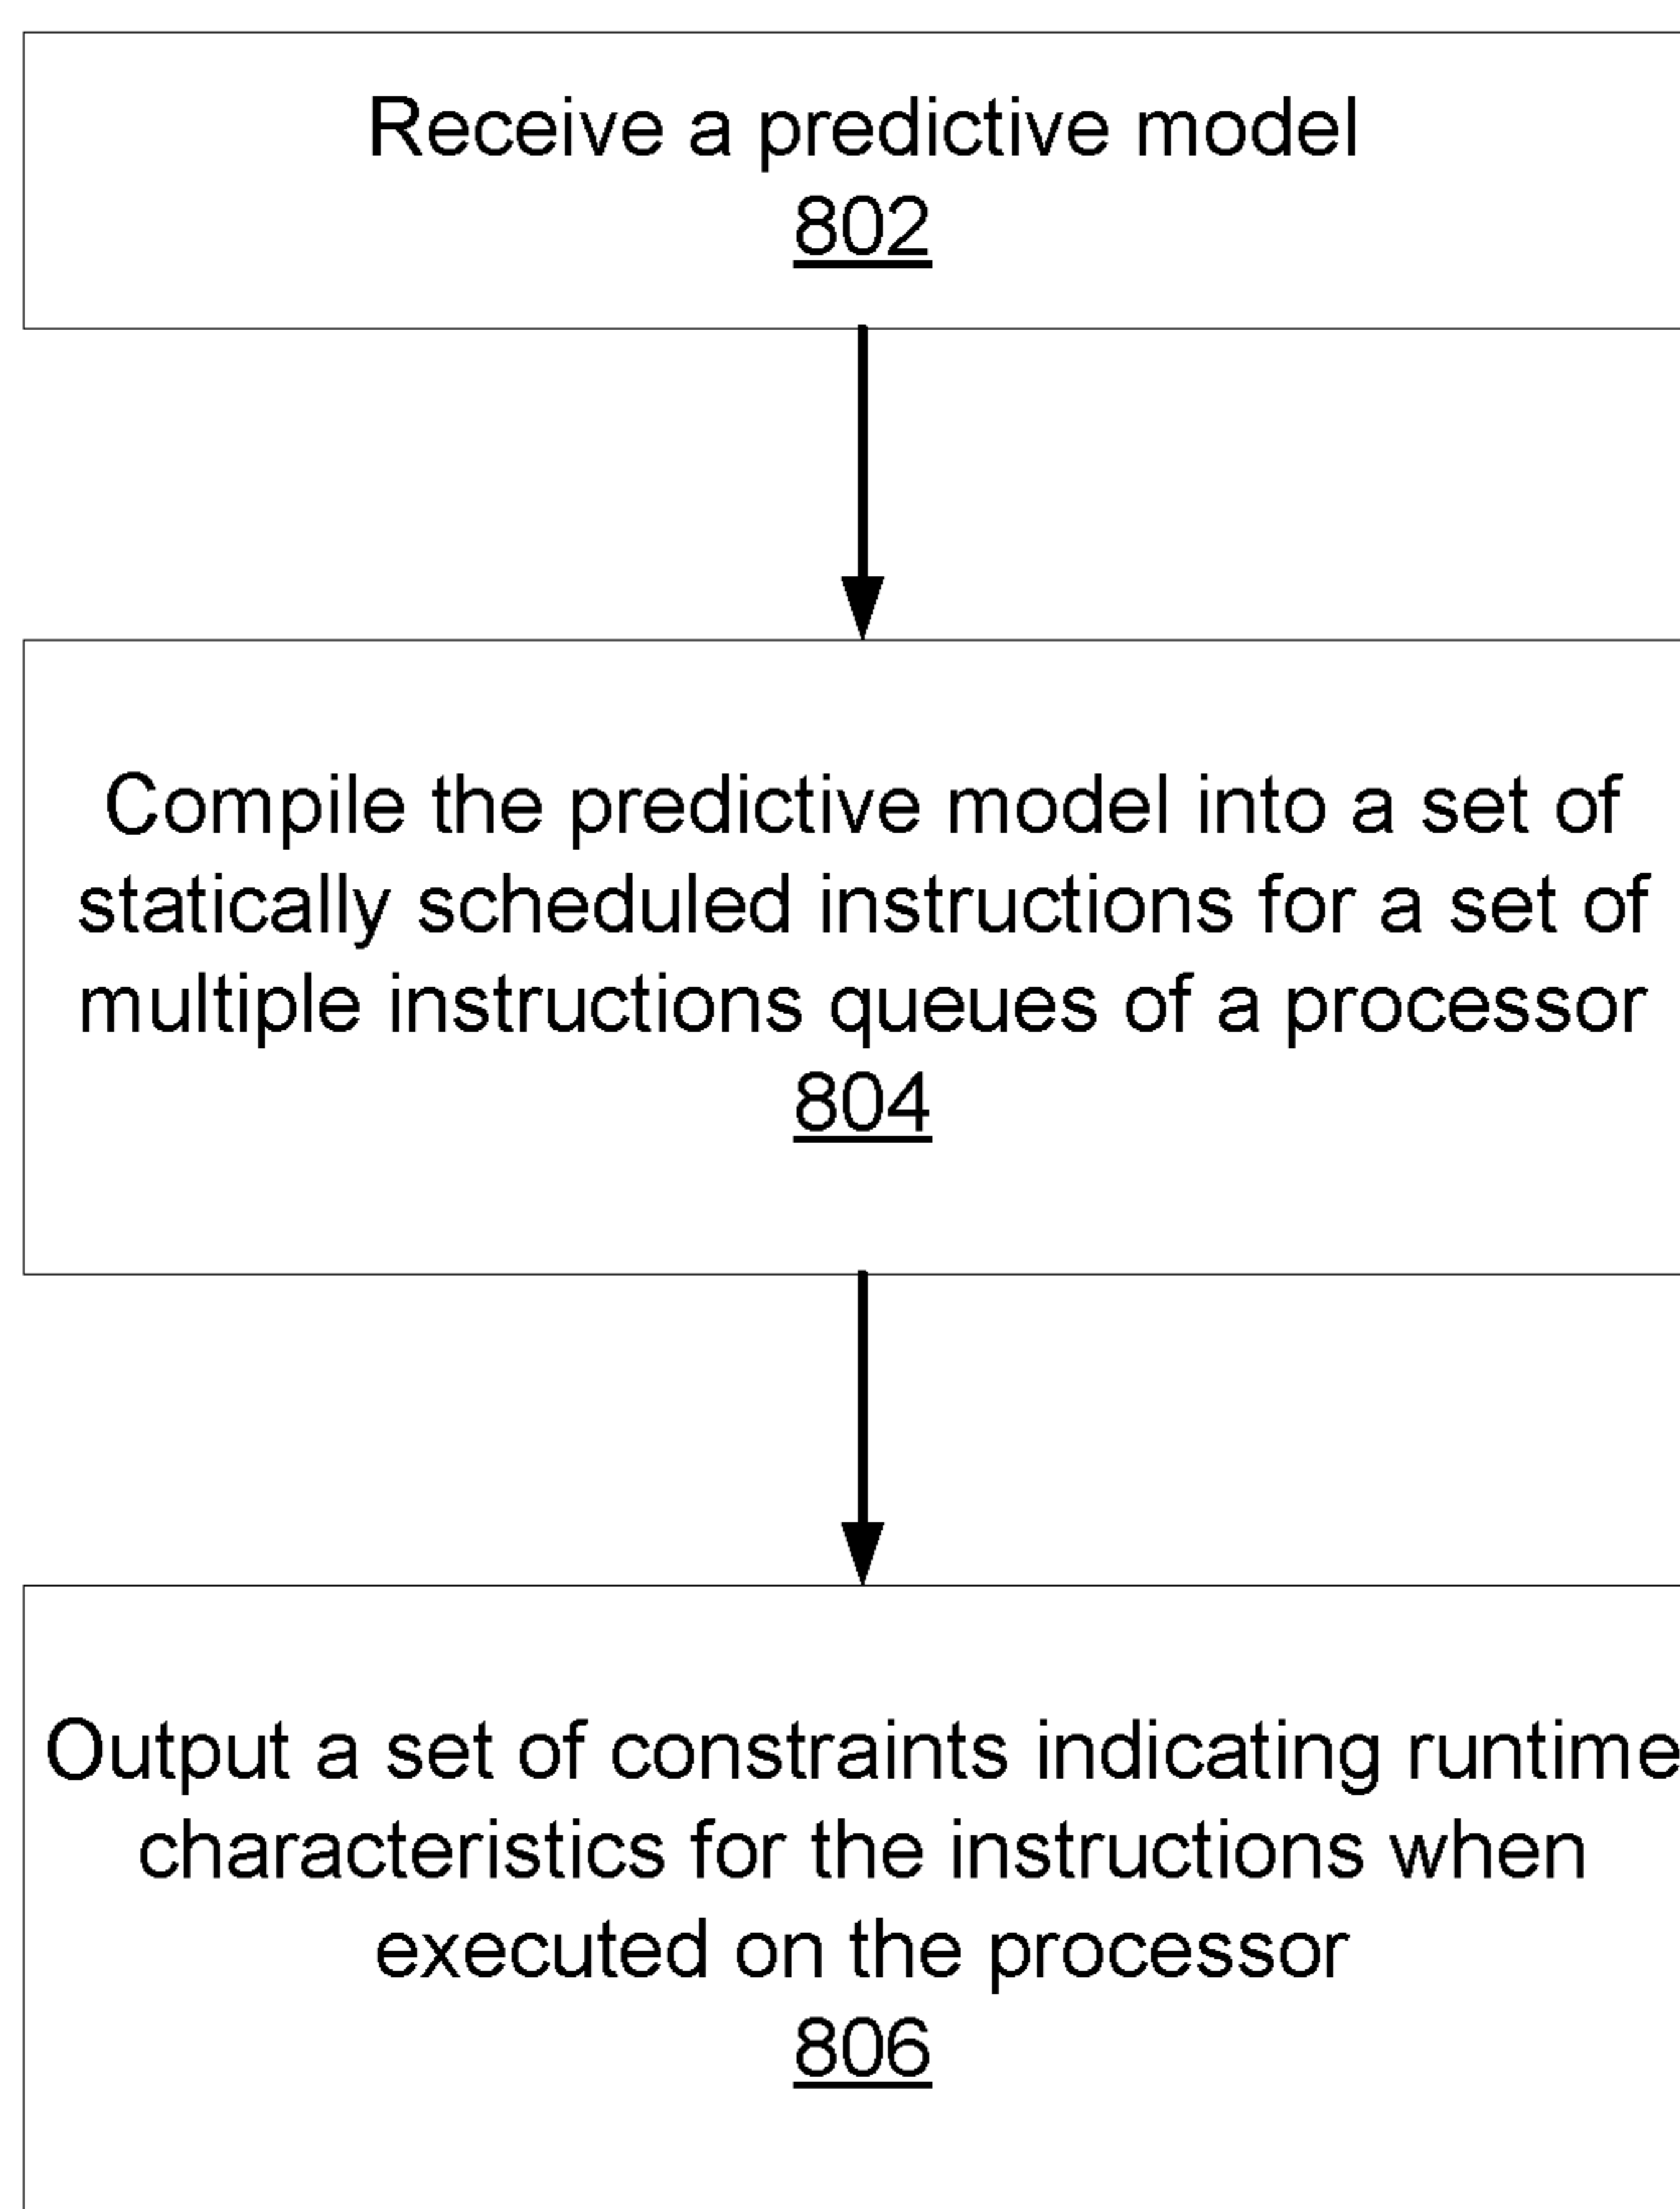 Receive a predictive model
802
Compile the predictive model into a set of
statically scheduled instructions for a set of
multiple instructions queues of a processor
804
Output a set of constraints indicating runtime
characteristics for the instructions when
executed on the processor
806